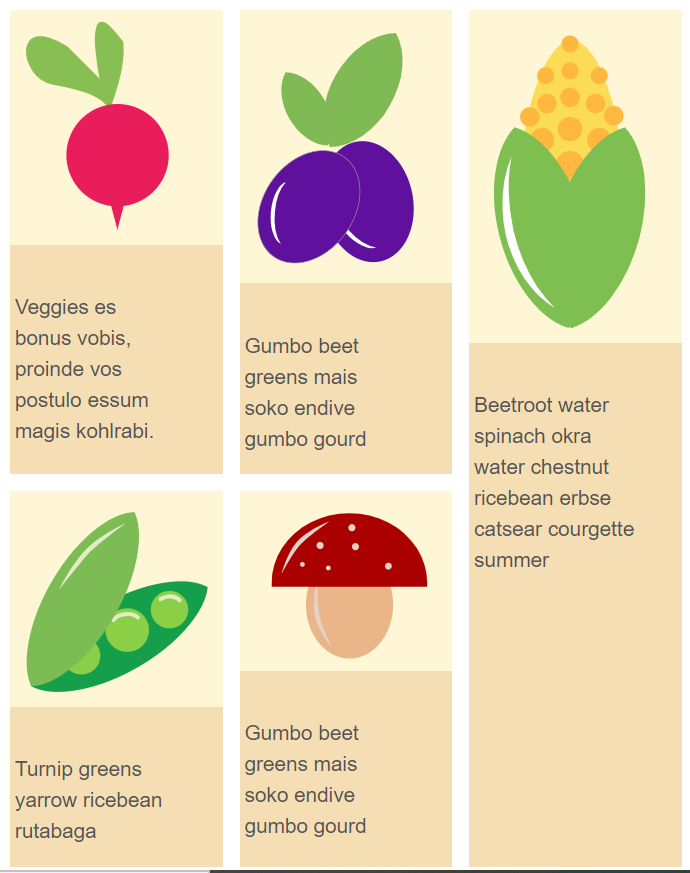 Veggies es
bonus vobis,
proinde vos
postulo essum
magis kohlrabi.
Gumbo beet
greens mais
soko endive
gumbo gourd
Beetroot water
spinach okra
water chestnut
ricebean erbse
catsear courgette
summer
Turnip greens
yarrow ricebean
rutabaga
Gumbo beet
greens mais
soko endive
gumbo gourd